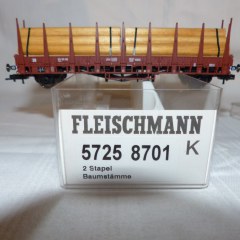 FLEISCHMANN
5725 8701 K
2 Stapel
Baumstämme